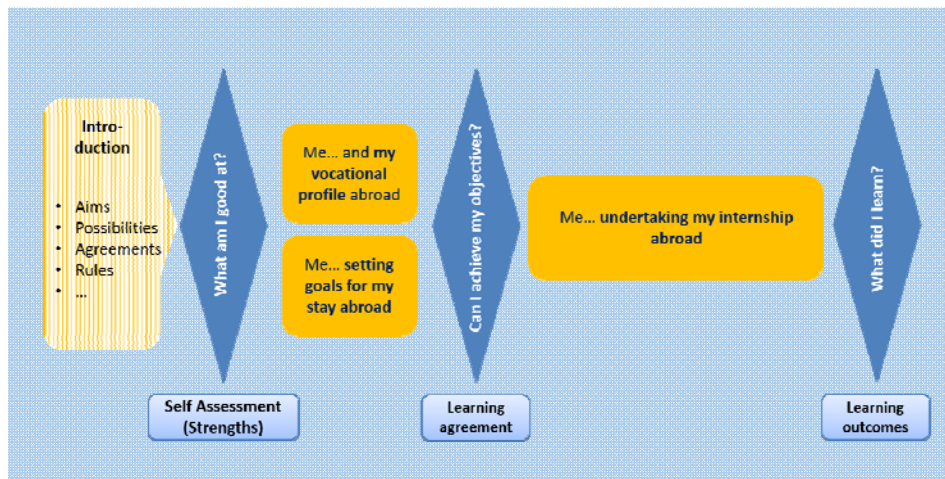 Intro-
duction
• Aims
• Possibilities
• Agreements
• Rules
• ...
What am I good at?
Me... and my
vocational
profile abroad
Me... setting
goals for my
stay abroad
Can I achieve my objectives?
Me... undertaking my internship
abroad
What did I learn?
Self Assessment
(Strengths)
Learning
agreement
Learning
outcomes